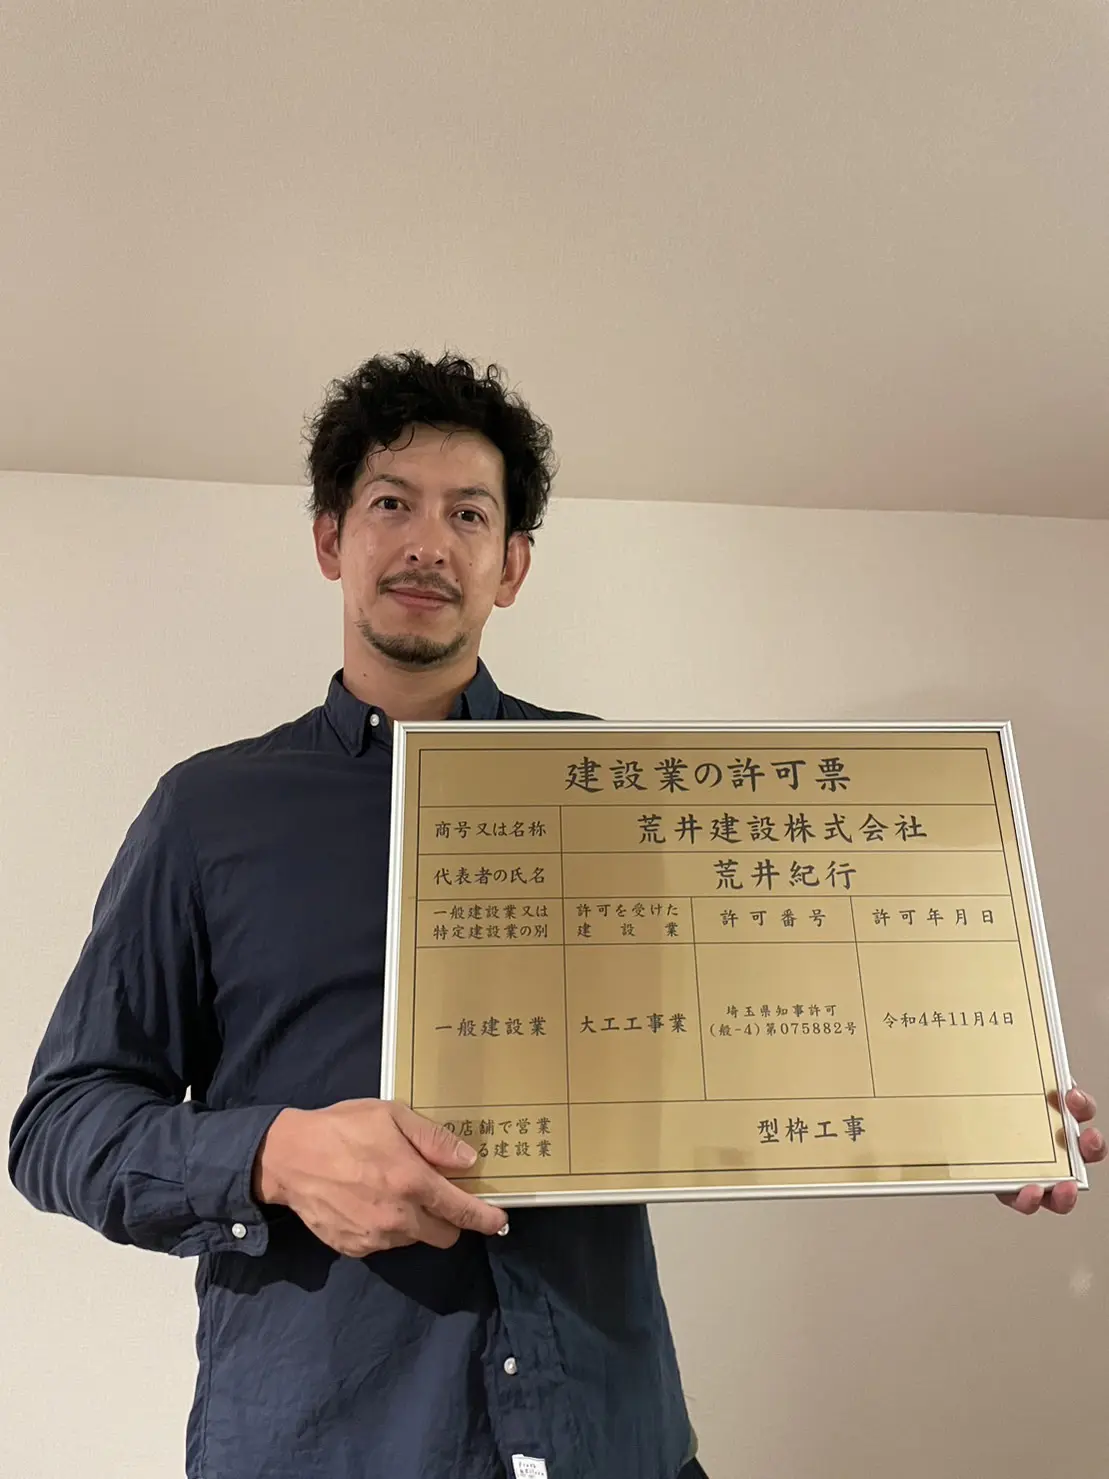 建設業の許可票
商号又は名称
荒井建設株式会社
代表者の氏名
荒井紀行
一般建設業又は
特定建設業の別
許可を受けた
建設業
許可番号
許可年月日
一般建設業
大工工事業
埼玉県知事許可
(般-4)第075882号
令和4年11月4日
の店舗で営業
る建設業
型枠工事